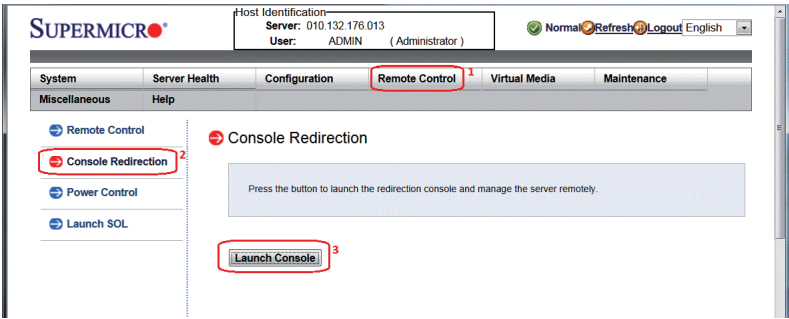 SUPERMICRO
Host Identification
Server: 010.132.176.013
User: ADMIN ( Administrator )
Normal Refresh Logout English
System Server Health Configuration Remote Control 1 Virtual Media Maintenance
Miscellaneous Help
Remote Control
Console Redirection 2
Power Control
Launch SOL
Console Redirection
Press the button to launch the redirection console and manage the server remotely.
Launch Console 3